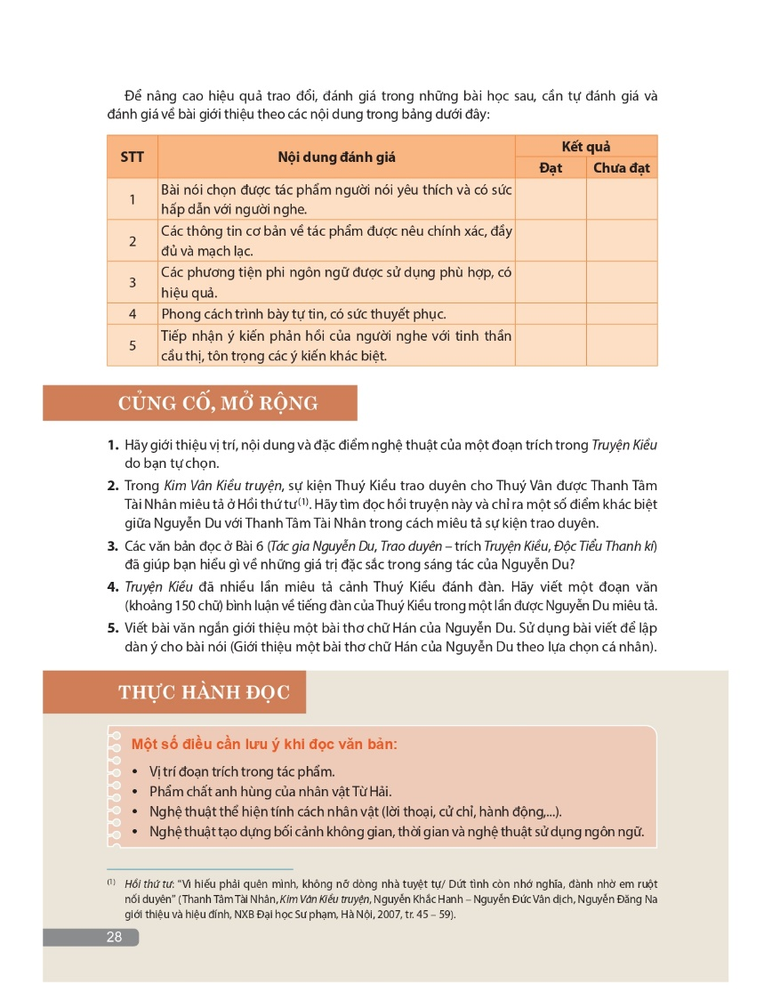 Để nâng cao hiệu quả trao đổi, đánh giá trong những bài học sau, cần tự đánh giá và
đánh giá về bài giới thiệu theo các nội dung trong bảng dưới đây:
STT
Nội dung đánh giá
Kết quả
Đạt
Chưa đạt
1
Bài nói chọn được tác phẩm người nói yêu thích và có sức
hấp dẫn với người nghe.
2
Các thông tin cơ bản về tác phẩm được nêu chính xác, đầy
đủ và mạch lạc.
3
Các phương tiện phi ngôn ngữ được sử dụng phù hợp, có
hiệu quả.
4
Phong cách trình bày tự tin, có sức thuyết phục.
5
Tiếp nhận ý kiến phản hồi của người nghe với tinh thần
cầu thị, tôn trọng các ý kiến khác biệt.
CỦNG CỐ, MỞ RỘNG
1. Hãy giới thiệu vị trí, nội dung và đặc điểm nghệ thuật của một đoạn trích trong Truyện Kiều
do bạn tự chọn.
2. Trong Kim Vân Kiều truyện, sự kiện Thuý Kiều trao duyên cho Thuý Vân được Thanh Tâm
Tài Nhân miêu tả ở Hồi thứ tư(1). Hãy tìm đọc hồi truyện này và chỉ ra một số điểm khác biệt
giữa Nguyễn Du với Thanh Tâm Tài Nhân trong cách miêu tả sự kiện trao duyên.
3. Các văn bản đọc ở Bài 6 (Tác gia Nguyễn Du, Trao duyên – trích Truyện Kiều, Độc Tiểu Thanh kí)
đã giúp bạn hiểu gì về những giá trị đặc sắc trong sáng tác của Nguyễn Du?
4. Truyện Kiều đã nhiều lần miêu tả cảnh Thuý Kiều đánh đàn. Hãy viết một đoạn văn
(khoảng 150 chữ) bình luận về tiếng đàn của Thuý Kiều trong một lần được Nguyễn Du miêu tả.
5. Viết bài văn ngắn giới thiệu một bài thơ chữ Hán của Nguyễn Du. Sử dụng bài viết để lập
dàn ý cho bài nói (Giới thiệu một bài thơ chữ Hán của Nguyễn Du theo lựa chọn cá nhân).
THỰC HÀNH ĐỌC
Một số điều cần lưu ý khi đọc văn bản:
• Vị trí đoạn trích trong tác phẩm.
• Phẩm chất anh hùng của nhân vật Từ Hải.
• Nghệ thuật thể hiện tính cách nhân vật (lời thoại, cử chỉ, hành động,...).
• Nghệ thuật tạo dựng bối cảnh không gian, thời gian và nghệ thuật sử dụng ngôn ngữ.
(1) Hồi thứ tư: “Vì hiếu phải quên mình, không nỡ dòng nhà tuyệt tự/ Dứt tình còn nhớ nghĩa, đành nhờ em ruột
nối duyên” (Thanh Tâm Tài Nhân, Kim Vân Kiều truyện, Nguyễn Khắc Hanh – Nguyễn Đức Vân dịch, Nguyễn Đăng Na
giới thiệu và hiệu đính, NXB Đại học Sư phạm, Hà Nội, 2007, tr. 45 – 59).
28